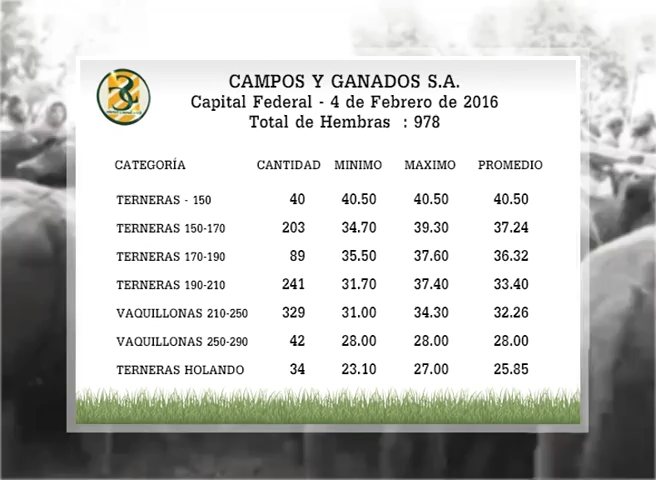 CAMPOS Y GANADOS S.A.
Capital Federal - 4 de Febrero de 2016
Total de Hembras : 978
CATEGORÍA CANTIDAD MINIMO MAXIMO PROMEDIO
TERNERAS - 150 40 40.50 40.50 40.50
TERNERAS 150-170 203 34.70 39.30 37.24
TERNERAS 170-190 89 35.50 37.60 36.32
TERNERAS 190-210 241 31.70 37.40 33.40
VAQUILLONAS 210-250 329 31.00 34.30 32.26
VAQUILLONAS 250-290 42 28.00 28.00 28.00
TERNERAS HOLANDO 34 23.10 27.00 25.85